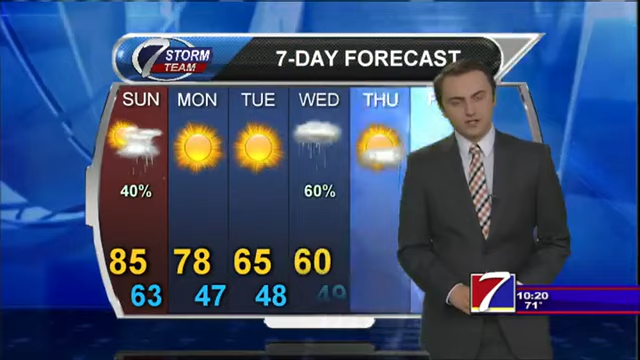 7 STORM
TEAM
7-DAY FORECAST
SUN MON TUE WED THU
40% 60%
85 78 65 60
63 47 48 49
7
10:20
71°